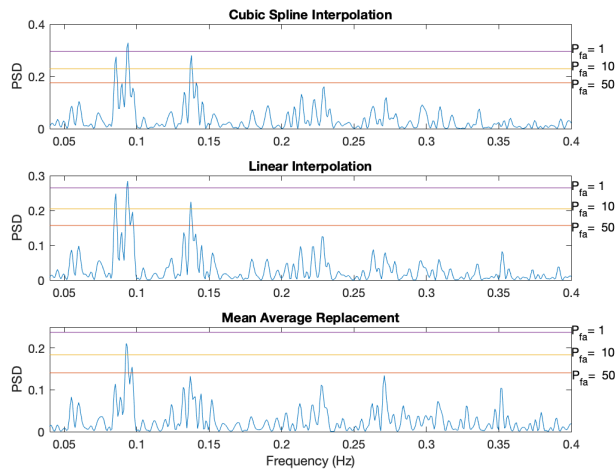 Cubic Spline Interpolation
0.4
0.2
0
PSD
P_fa = 1
P_fa = 10
P_fa = 50
0.05 0.1 0.15 0.2 0.25 0.3 0.35 0.4
Linear Interpolation
0.3
0.2
0.1
0
PSD
P_fa = 1
P_fa = 10
P_fa = 50
0.05 0.1 0.15 0.2 0.25 0.3 0.35 0.4
Mean Average Replacement
0.2
0.1
0
PSD
P_fa = 1
P_fa = 10
P_fa = 50
0.05 0.1 0.15 0.2 0.25 0.3 0.35 0.4
Frequency (Hz)